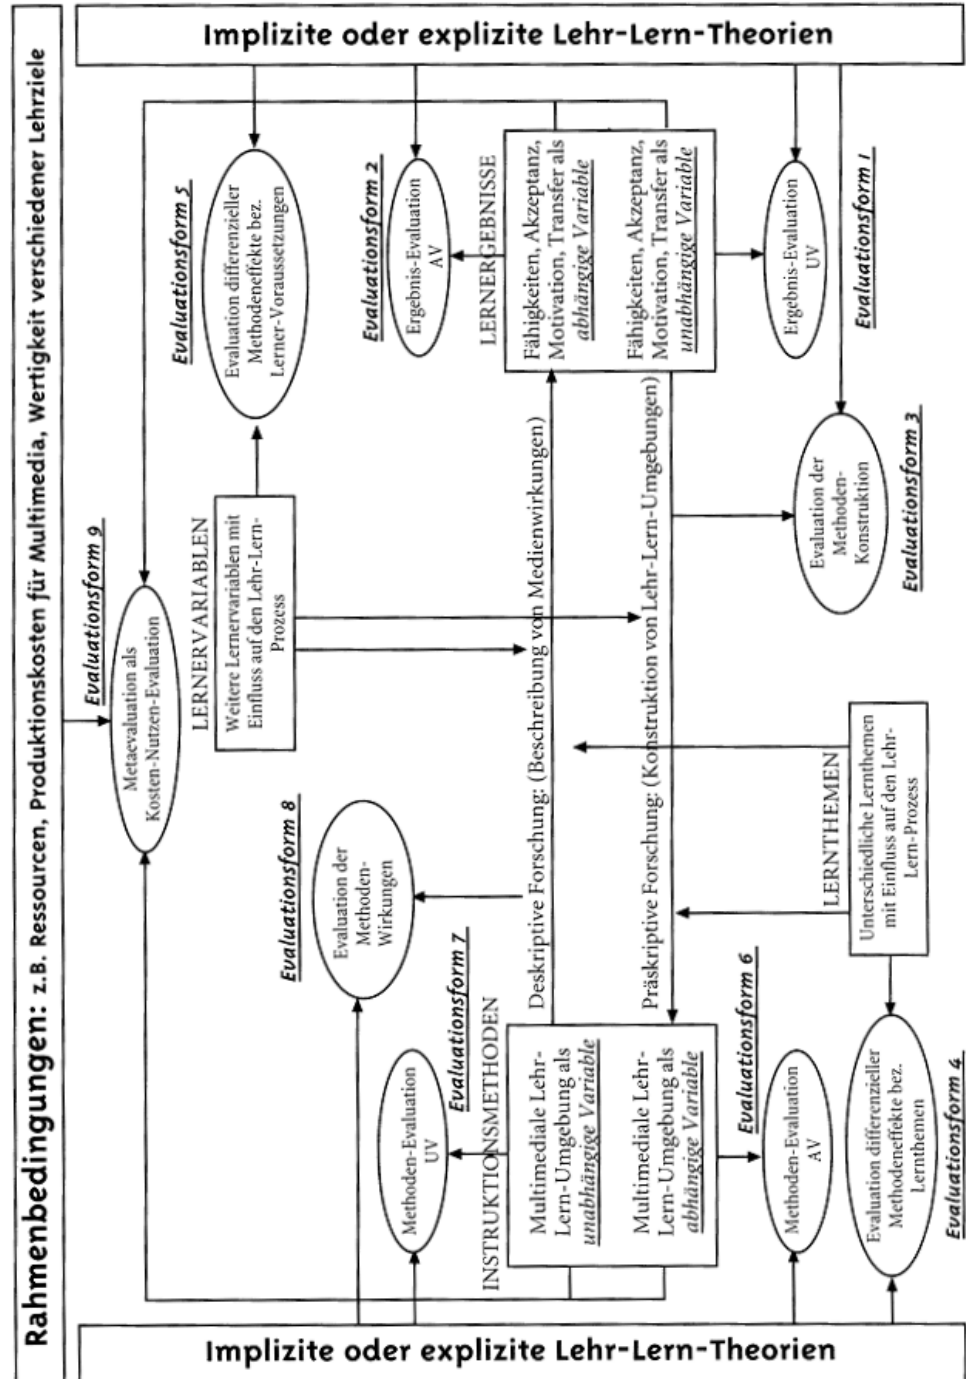 Rahmenbedingungen: z.B. Ressourcen, Produktionskosten für Multimedia, Wertigkeit verschiedener Lehrziele
Implizite oder explizite Lehr-Lern-Theorien
Evaluationsform 9
Metaevaluation als
Kosten-Nutzen-Evaluation
Evaluationsform 5
Evaluation differenzieller
Methodeneffekte bez.
Lerner-Voraussetzungen
LERNERVARIABLEN
Weitere Lernervariablen mit
Einfluss auf den Lehr-Lern-
Prozess
Evaluationsform 8
Evaluation der
Methoden-
Wirkungen
Evaluationsform 2
Ergebnis-Evaluation
AV
Evaluationsform 7
Methoden-Evaluation
UV
INSTRUKTIONSMETHODEN
Multimediale Lehr-
Lern-Umgebung als
unabhängige Variable
Multimediale Lehr-
Lern-Umgebung als
abhängige Variable
Deskriptive Forschung: (Beschreibung von Medienwirkungen)
Präskriptive Forschung: (Konstruktion von Lehr-Lern-Umgebungen)
LERNERGEBNISSE
Fähigkeiten, Akzeptanz,
Motivation, Transfer als
abhängige Variable
Fähigkeiten, Akzeptanz,
Motivation, Transfer als
unabhängige Variable
Evaluationsform 6
Methoden-Evaluation
AV
LERNTHEMEN
Unterschiedliche Lernthemen
mit Einfluss auf den Lehr-
Lern-Prozess
Evaluation der
Methoden-
Konstruktion
Evaluationsform 3
Ergebnis-Evaluation
UV
Evaluationsform 1
Evaluation differenzieller
Methodeneffekte bez.
Lernthemen
Evaluationsform 4
Implizite oder explizite Lehr-Lern-Theorien